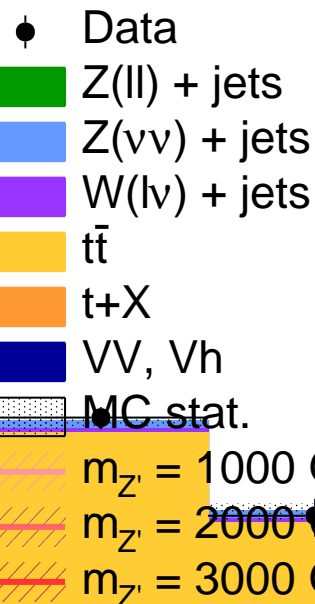 Data
Z(ll) + jets
Z(νν) + jets
W(lν) + jets
tt̄
t+X
VV, Vh
MC stat.
m_Z' = 1000
m_Z' = 2000
m_Z' = 3000